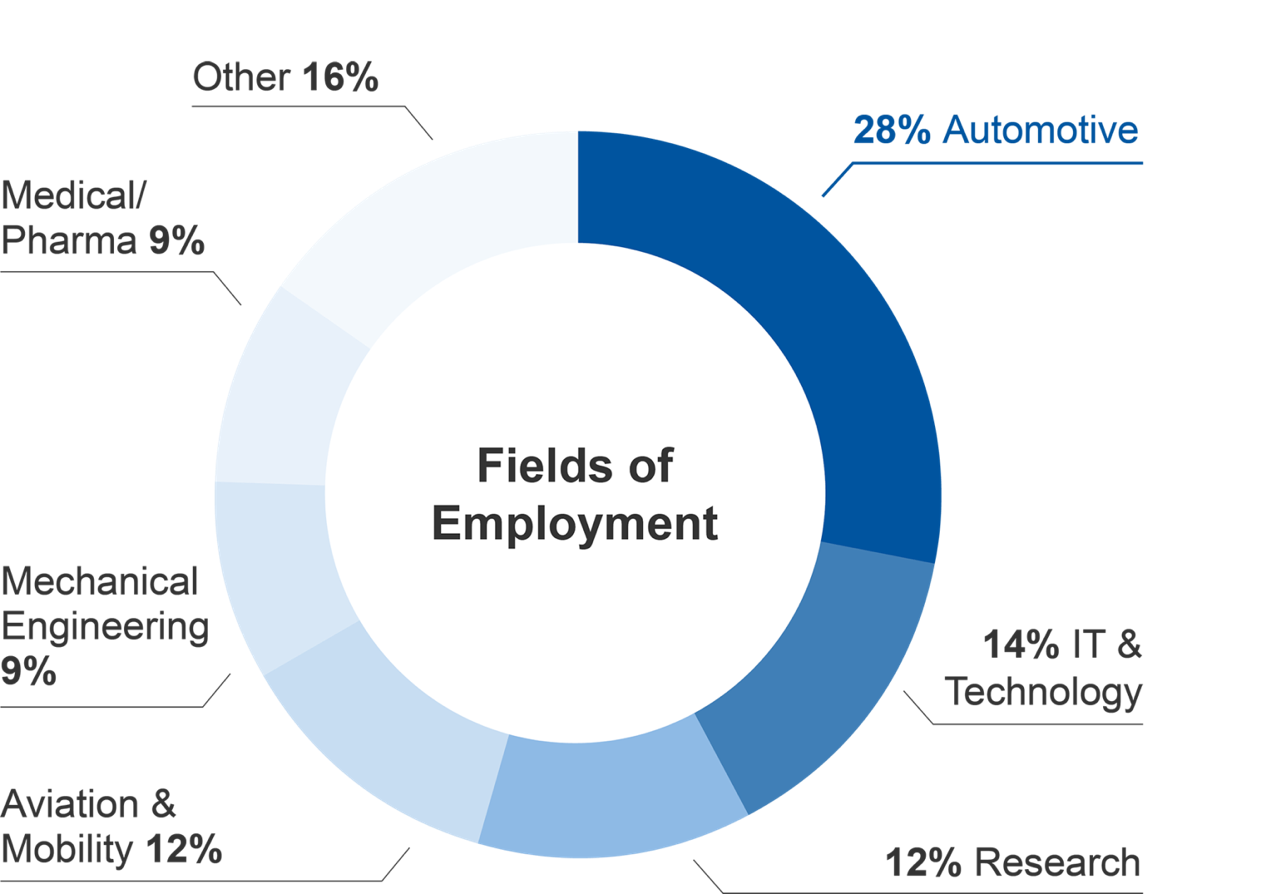 Other 16%
28% Automotive
Medical/
Pharma 9%
Fields of
Employment
Mechanical
Engineering
9%
14% IT &
Technology
Aviation &
Mobility 12%
12% Research